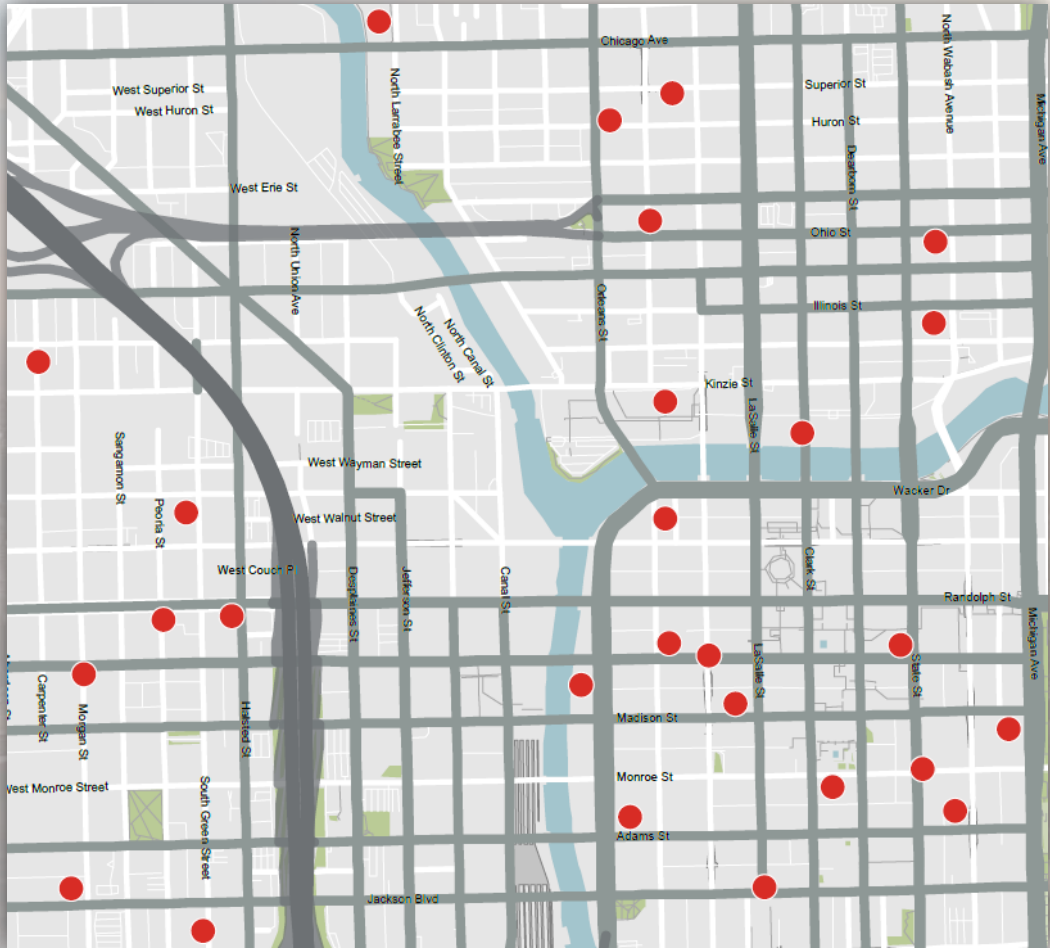 Chicago Ave
North Wabash Avenue
North Larrabee Street
West Superior St
Superior St
Michigan Ave
West Huron St
Huron St
Dearborn St
West Erie St
North Union Ave
Ohio St
Orleans St
Illinois St
North Clinton St
North Canal St
Kinzie St
LaSalle St
Sangamon St
West Wayman Street
Wacker Dr
Peoria St
West Walnut Street
Clark St
West Couch Pl
Desplaines St
Jefferson St
Canal St
Randolph St
Michigan Ave
LaSalle St
State St
Carpenter St
Morgan St
Halsted St
Madison St
West Monroe Street
South Green Street
Monroe St
Adams St
Jackson Blvd